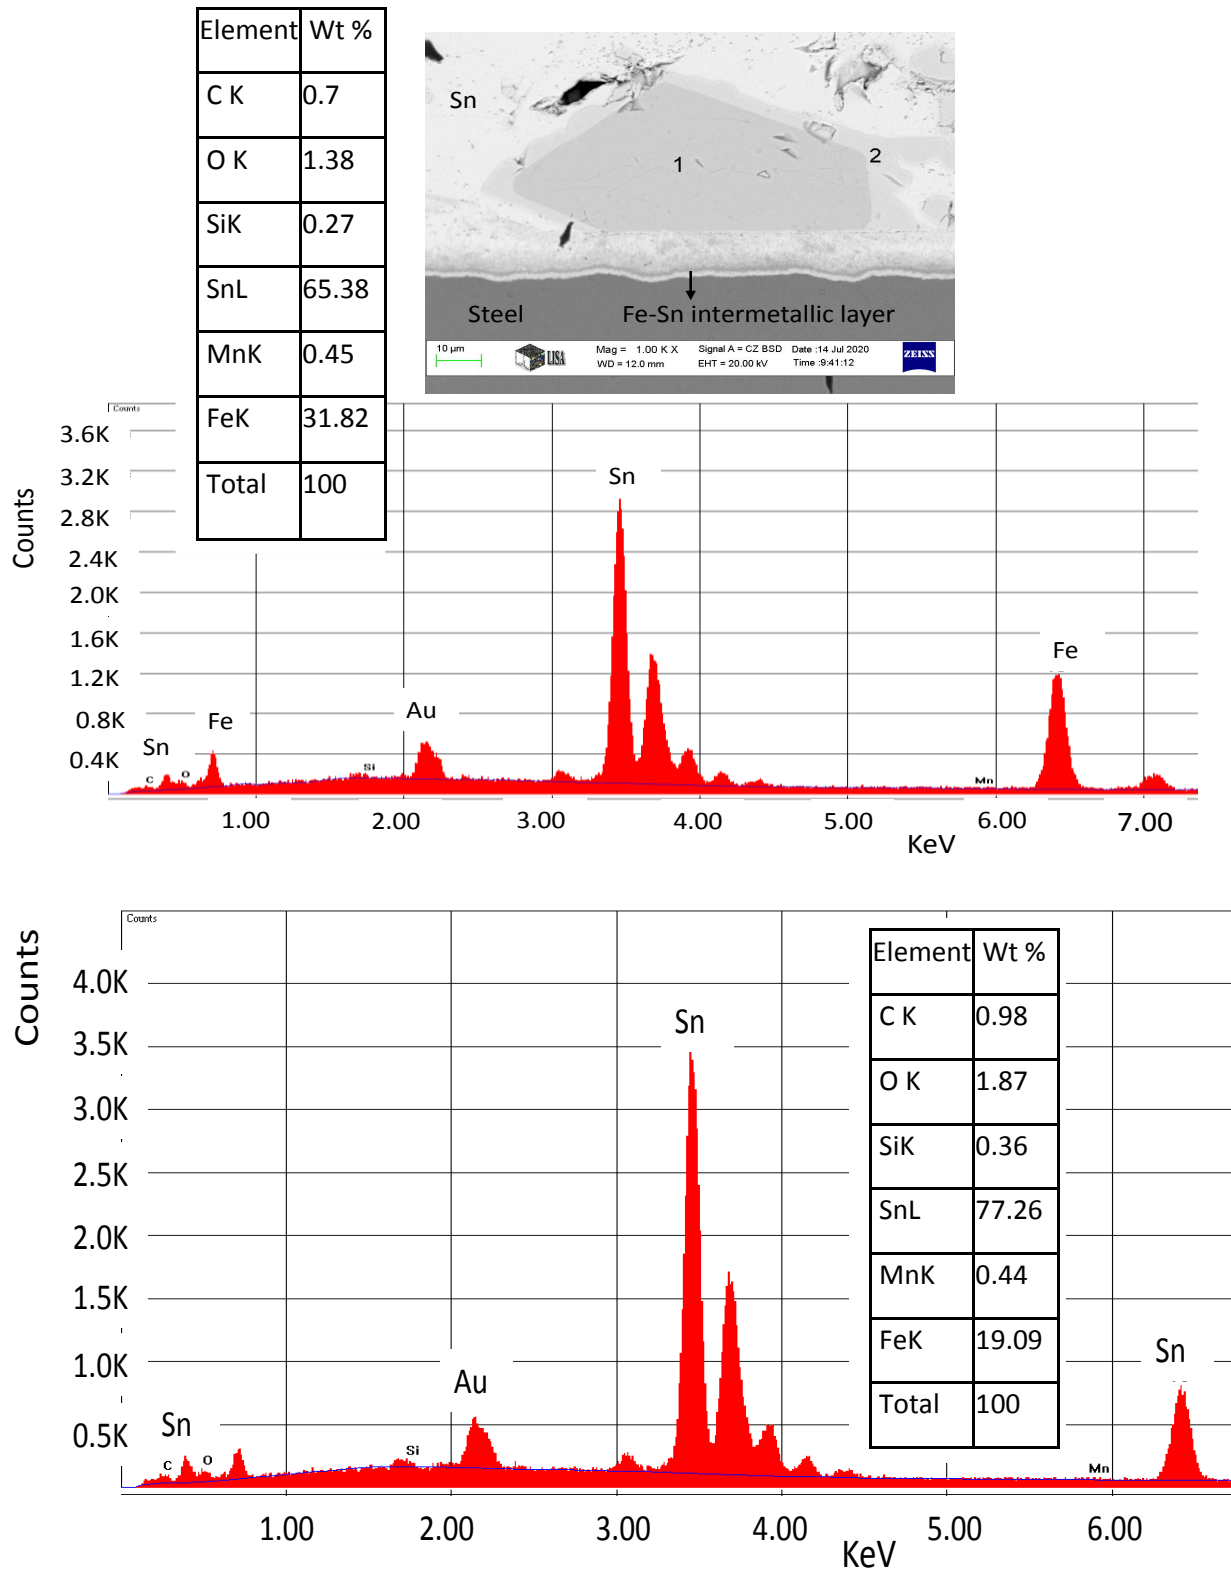 Element Wt %
C K 0.7
O K 1.38
SiK 0.27
SnL 65.38
MnK 0.45
FeK 31.82
Total 100
Sn
1
2
Steel
Fe-Sn intermetallic layer
10 µm
LISA
Mag = 1.00 K X Signal A = CZ BSD Date :14 Jul 2020
WD = 12.0 mm EHT = 20.00 kV Time :9:41:12
ZEISS
Counts
Counts
3.6K
3.2K
2.8K
2.4K
2.0K
1.6K
1.2K
0.8K
0.4K
Sn
Fe
Au
Sn
Fe
C
O
Si
Mn
1.00 2.00 3.00 4.00 5.00 6.00 7.00
KeV
Counts
Counts
4.0K
3.5K
3.0K
2.5K
2.0K
1.5K
1.0K
0.5K
Sn
Au
Sn
Sn
C
O
Si
Mn
Element Wt %
C K 0.98
O K 1.87
SiK 0.36
SnL 77.26
MnK 0.44
FeK 19.09
Total 100
1.00 2.00 3.00 4.00 5.00 6.00
KeV